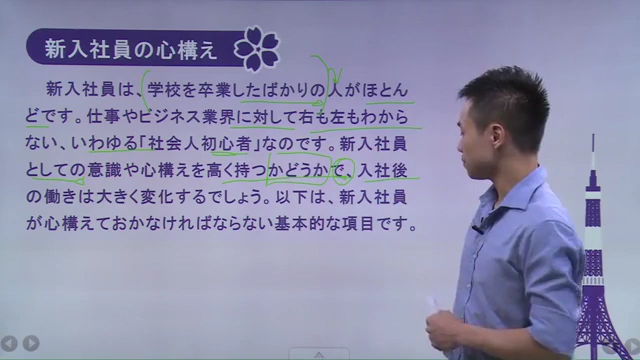 新入社員の心構え
新入社員は、学校を卒業したばかりの人がほとん
どです。仕事やビジネス業界に対して右も左もわから
ない、いわゆる「社会人初心者」なのです。新入社員
としての意識や心構えを高く持つかどうかで、入社後
の働きは大きく変化するでしょう。以下は、新入社員
が心構えておかなければならない基本的な項目です。